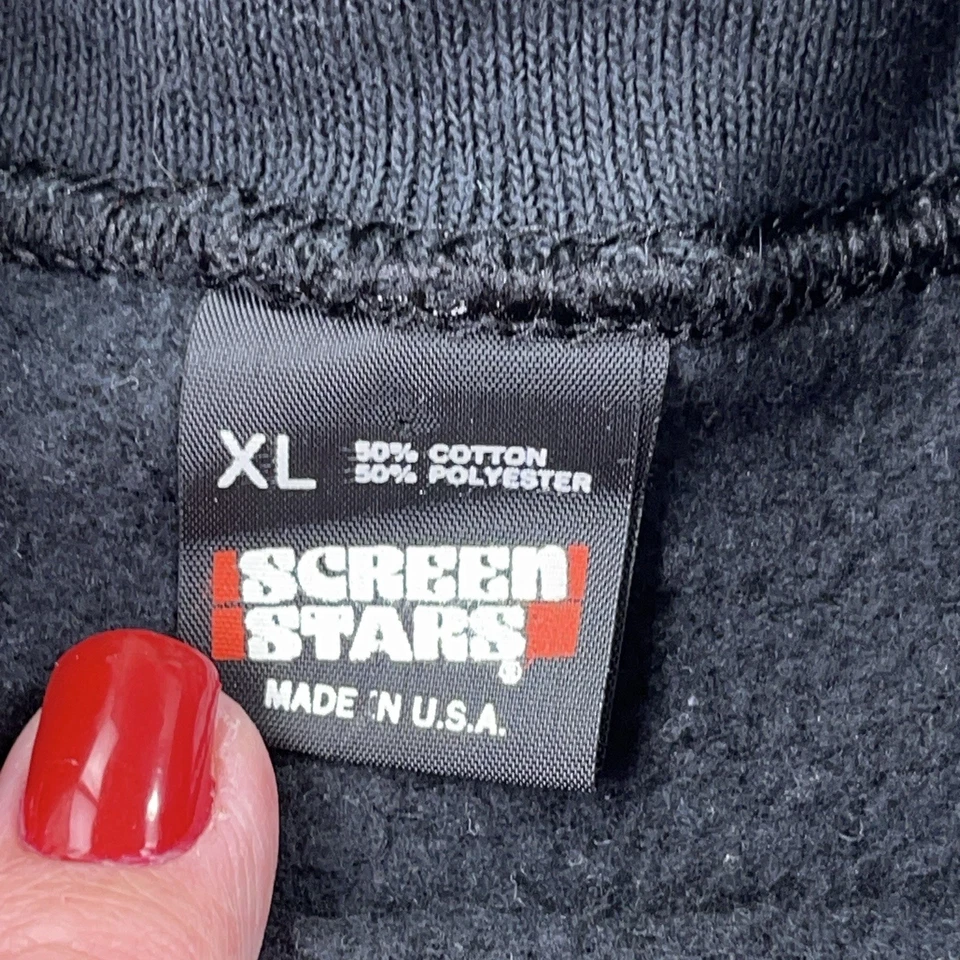 XL 50% COTTON
50% POLYESTER
SCREEN
STARS®
MADE IN U.S.A.